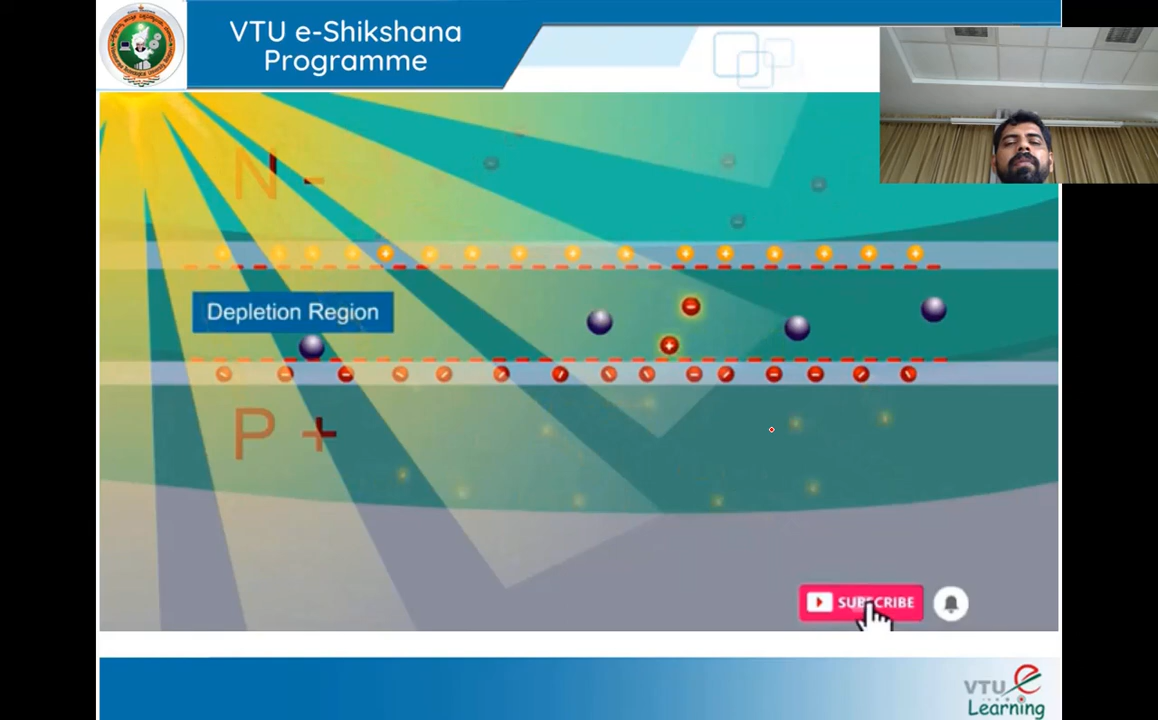 VTU e-Shikshana
Programme
N -
Depletion Region
P +
SUBSCRIBE
VTU e
Learning